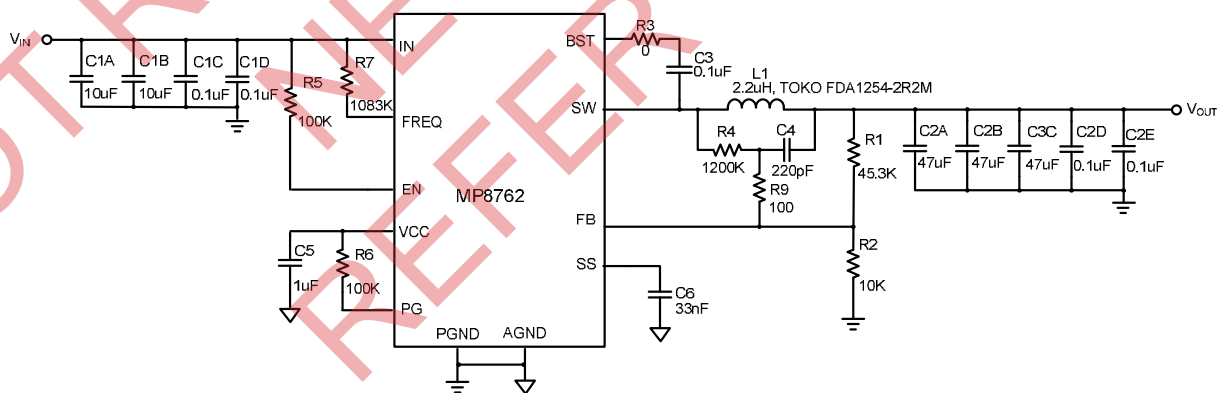 VIN
C1A
10uF
C1B
10uF
C1C
0.1uF
C1D
0.1uF
R5
100K
R7
1083K
IN
FREQ
EN
VCC
PG
PGND
AGND
MP8762
BST
SW
FB
SS
C5
1uF
R6
100K
R3
0
C3
0.1uF
L1
2.2uH, TOKO FDA1254-2R2M
R4
1200K
C4
220pF
R9
100
R1
45.3K
R2
10K
C6
33nF
C2A
47uF
C2B
47uF
C3C
47uF
C2D
0.1uF
C2E
0.1uF
VOUT